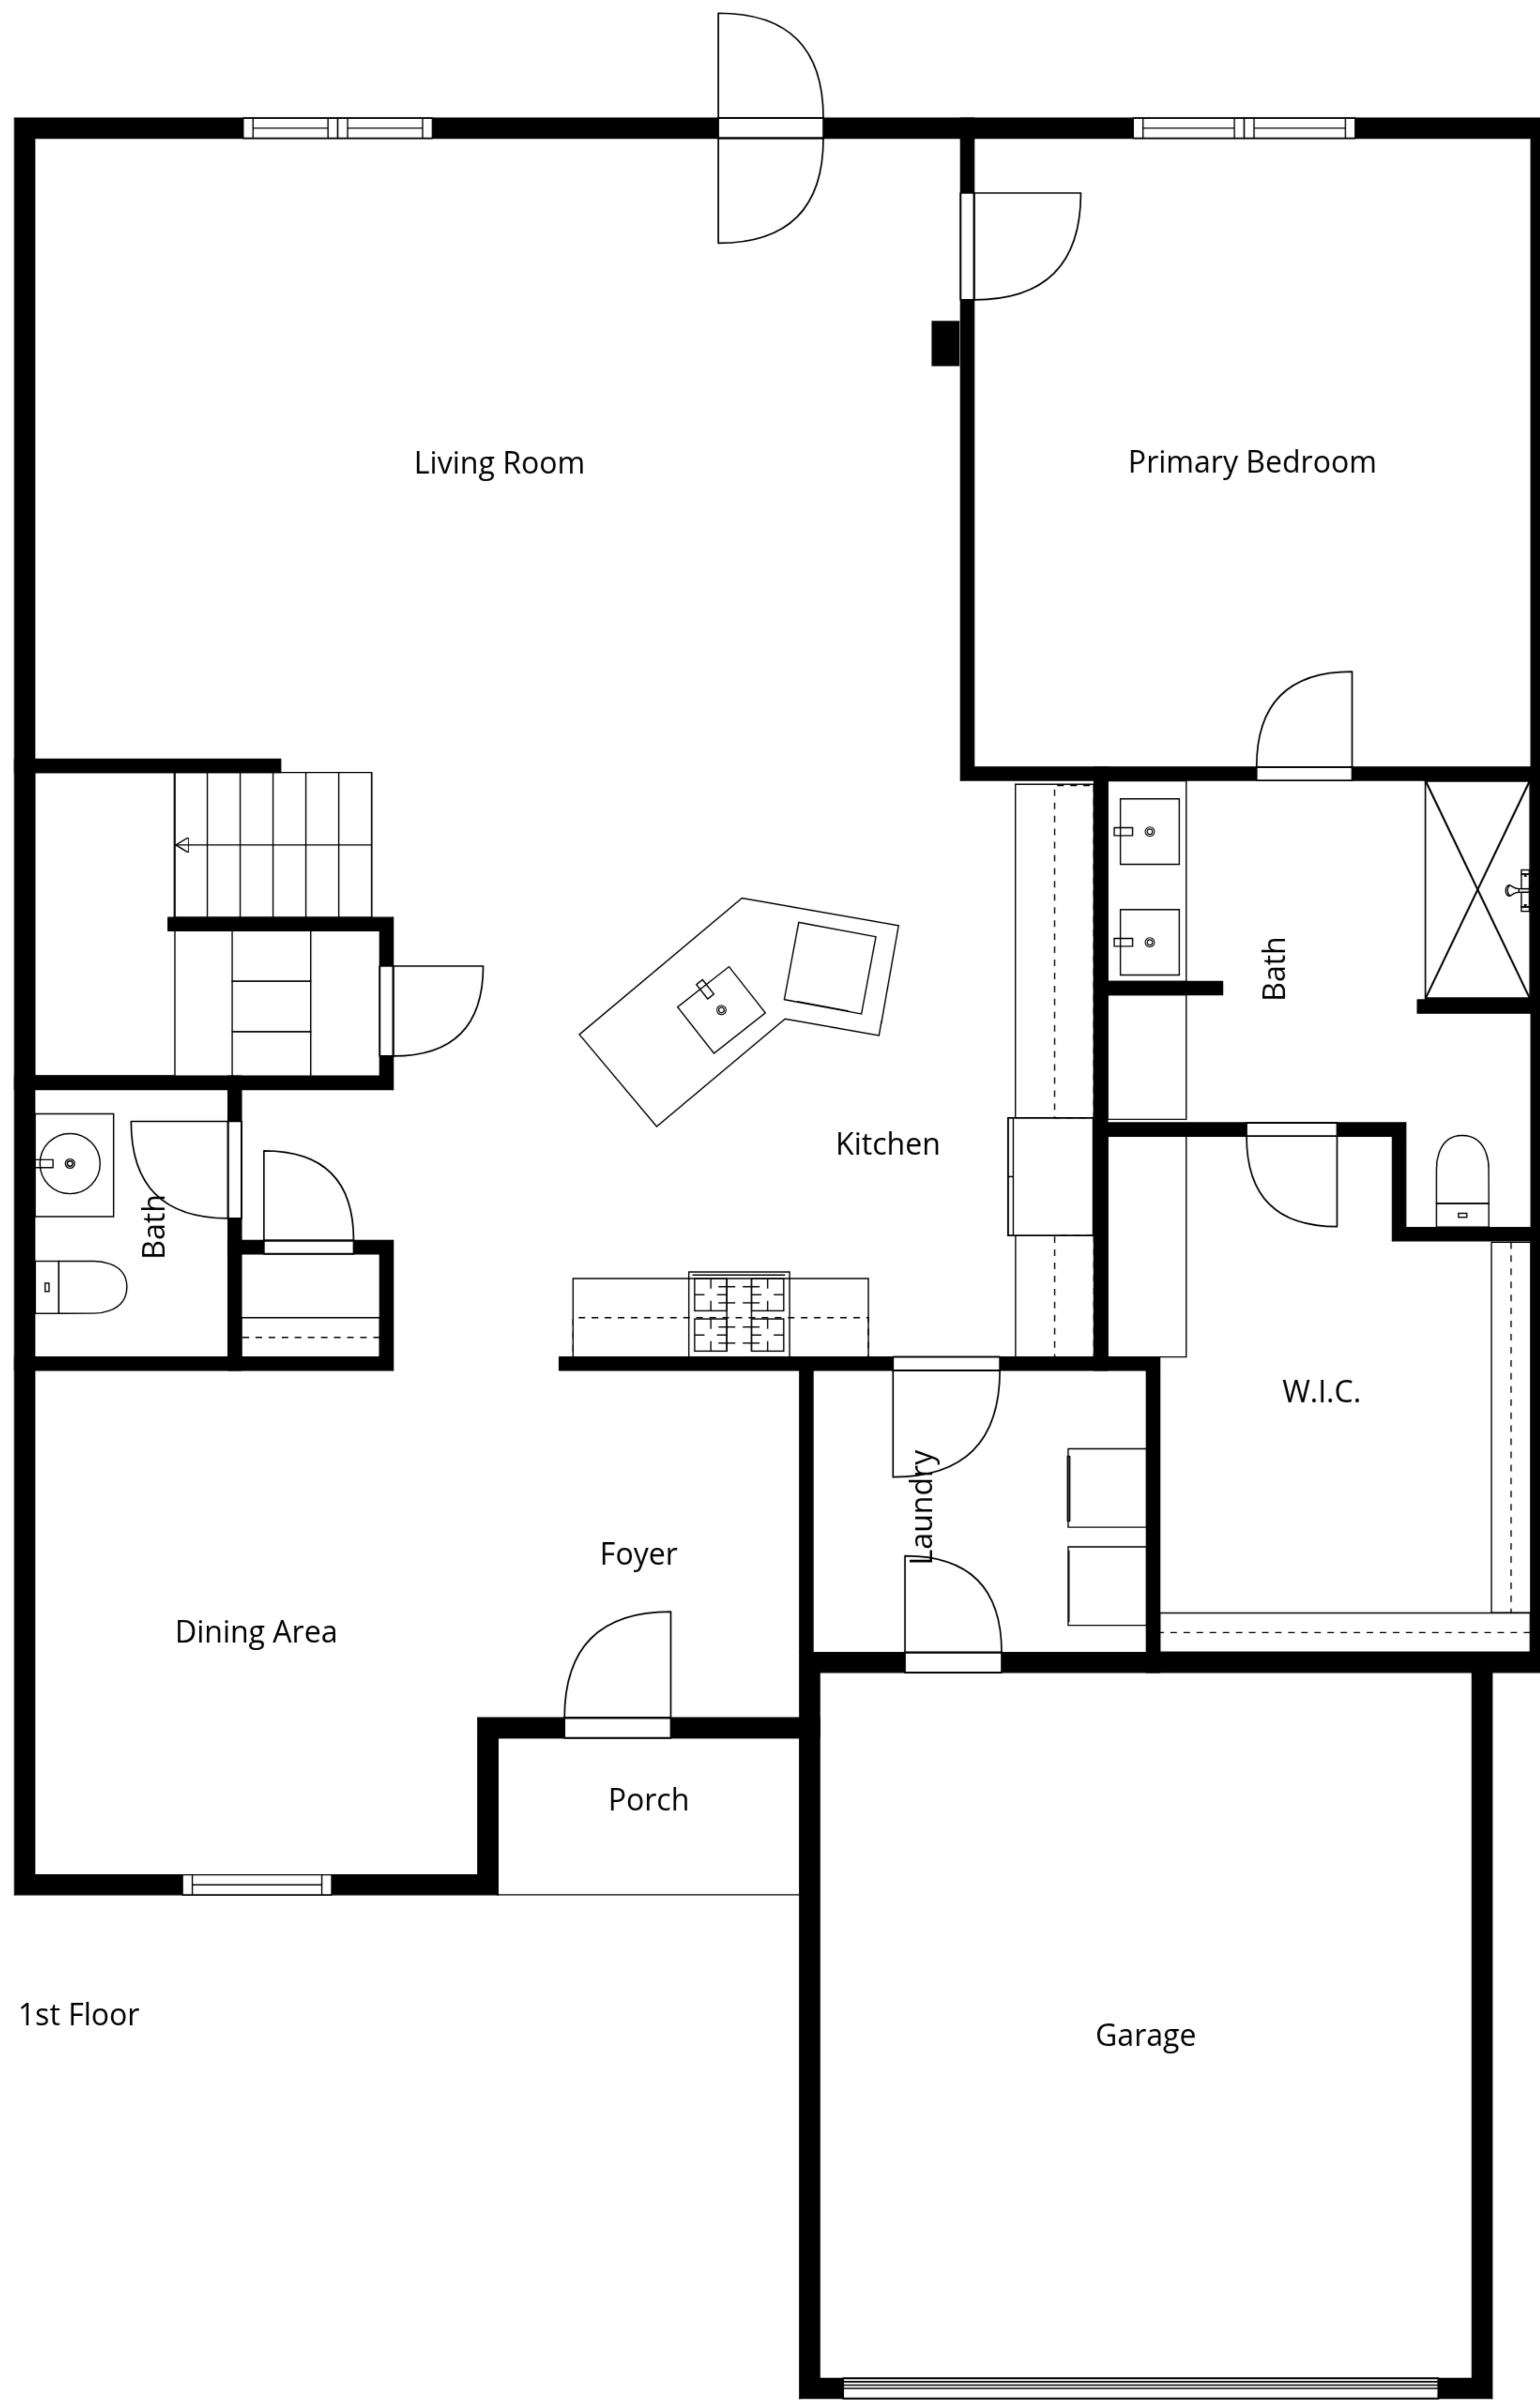 Living Room
Primary Bedroom
Bath
Kitchen
Bath
W.I.C.
Laundry
Foyer
Dining Area
Porch
1st Floor
Garage